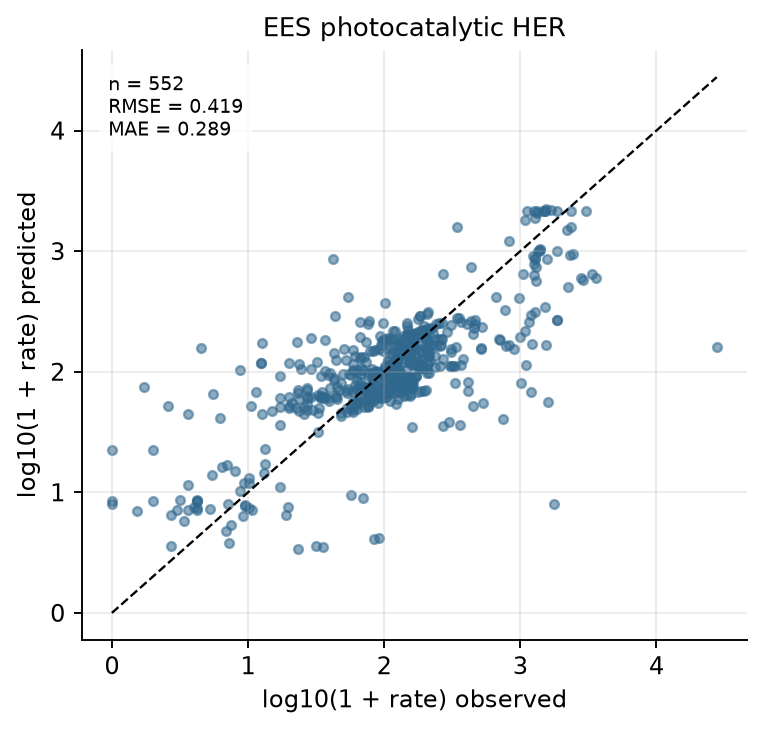 EES photocatalytic HER
n = 552
RMSE = 0.419
MAE = 0.289
log10(1 + rate) predicted
4
3
2
1
0
0 1 2 3 4
log10(1 + rate) observed